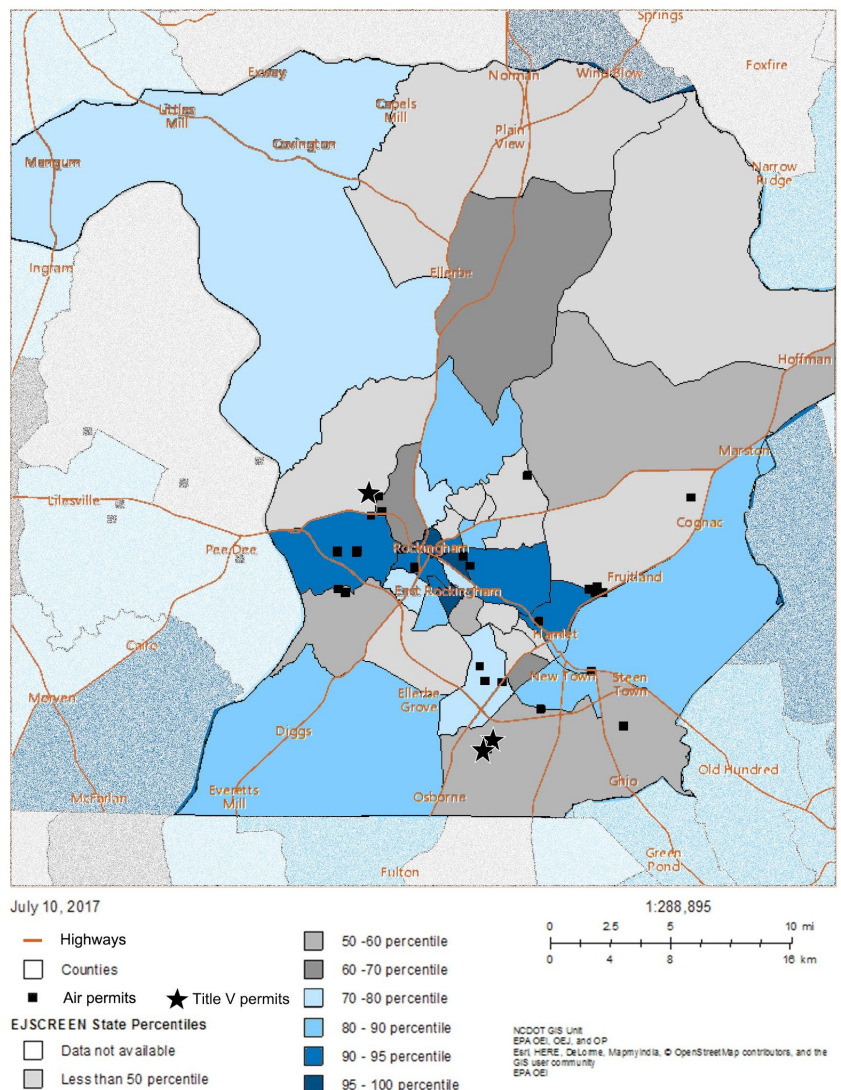 Springs
Exway
Norman
Wind Blow
Foxfire
Littles
Mill
Capels
Mill
Plain
View
Covington
Mangum
Narrow
Ridge
Ingram
Ellerbe
Hoffman
Marston
Lilesville
Cognac
Pee Dee
Rockingham
Fruitland
East Rockingham
Hamlet
Cairo
New Town
Steen
Town
Morven
Ellerbe
Grove
Diggs
Old Hundred
Everetts
Mill
Osborne
Ghio
McFarlan
Green
Pond
Fulton
July 10, 2017
1:288,895
Highways
Counties
Air permits
Title V permits
EJSCREEN State Percentiles
Data not available
Less than 50 percentile
50 -60 percentile
60 -70 percentile
70 -80 percentile
80 - 90 percentile
90 - 95 percentile
95 - 100 percentile
0 2.5 5 10 mi
0 4 8 16 km
NCDOT GIS Unit
EPA OEI, OEJ, and OP
Esri, HERE, DeLorme, MapmyIndia, © OpenStreetMap contributors, and the
GIS user community
EPA OEI